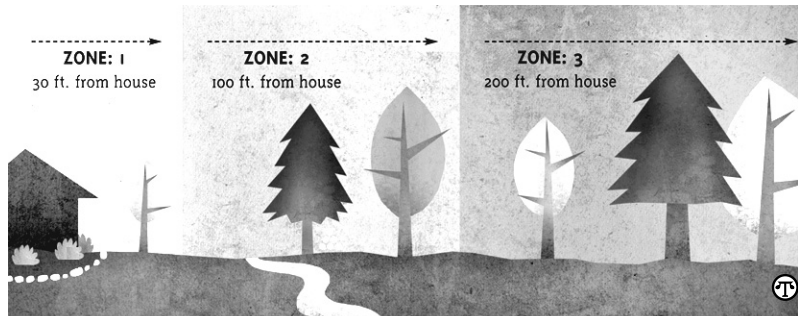 ZONE: 1
30 ft. from house
ZONE: 2
100 ft. from house
ZONE: 3
200 ft. from house